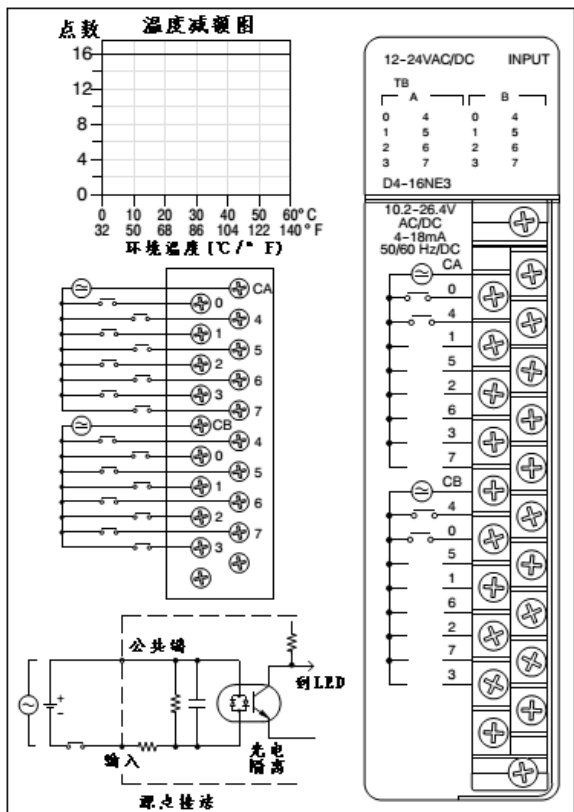 点数 温度减额图
16
12
8
4
0
0 10 20 30 40 50 60°C
32 50 68 86 104 122 140°F
环境温度(℃/°F)
CA
0
4
1
5
2
6
3
7
CB
4
0
5
1
6
2
7
3
公共端
+
-
到LED
输入
光电
隔离
源点接法
12-24VAC/DC INPUT
TB
A B
0 4 0 4
1 5 1 5
2 6 2 6
3 7 3 7
D4-16NE3
10.2-26.4V
AC/DC
4-18mA
50/60 Hz/DC
CA
0
4
1
5
2
6
3
7
CB
4
0
5
1
6
2
7
3